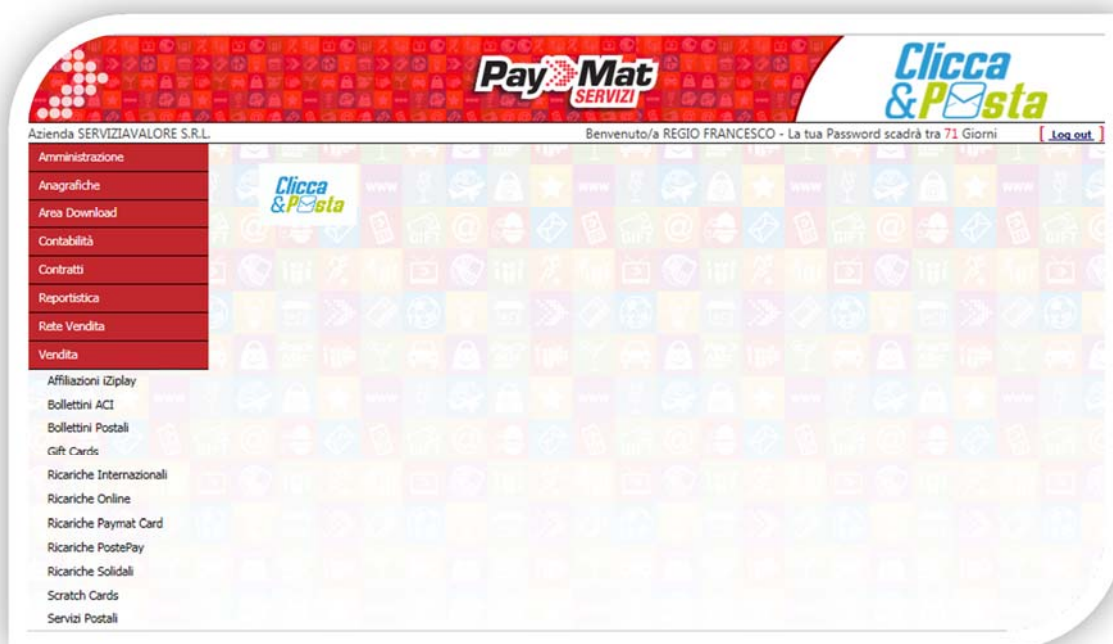 Pay Mat
SERVIZI
Clicca
&Posta
Azienda SERVIZIAVALORE S.R.L.
Benvenuto/a REGIO FRANCESCO - La tua Password scadrà tra 71 Giorni
[ Log out ]
Amministrazione
Anagrafiche
Area Download
Contabilità
Contratti
Reportistica
Rete Vendita
Vendita
Clicca
&Posta
Affiliazioni iZiplay
Bollettini ACI
Bollettini Postali
Gift Cards
Ricariche Internazionali
Ricariche Online
Ricariche Paymat Card
Ricariche PostePay
Ricariche Solidali
Scratch Cards
Servizi Postali